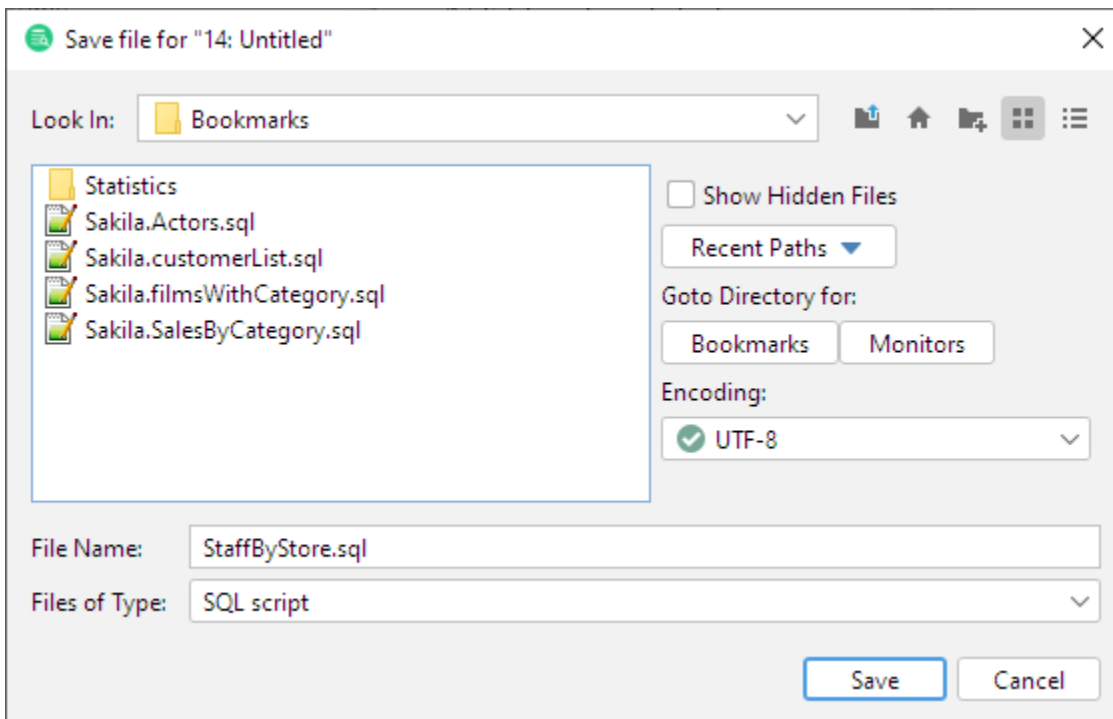 Save file for "14: Untitled"
Look In: Bookmarks
Statistics
Sakila.Actors.sql
Sakila.customerList.sql
Sakila.filmsWithCategory.sql
Sakila.SalesByCategory.sql
Show Hidden Files
Recent Paths
Goto Directory for:
Bookmarks Monitors
Encoding:
UTF-8
File Name: StaffByStore.sql
Files of Type: SQL script
Save Cancel